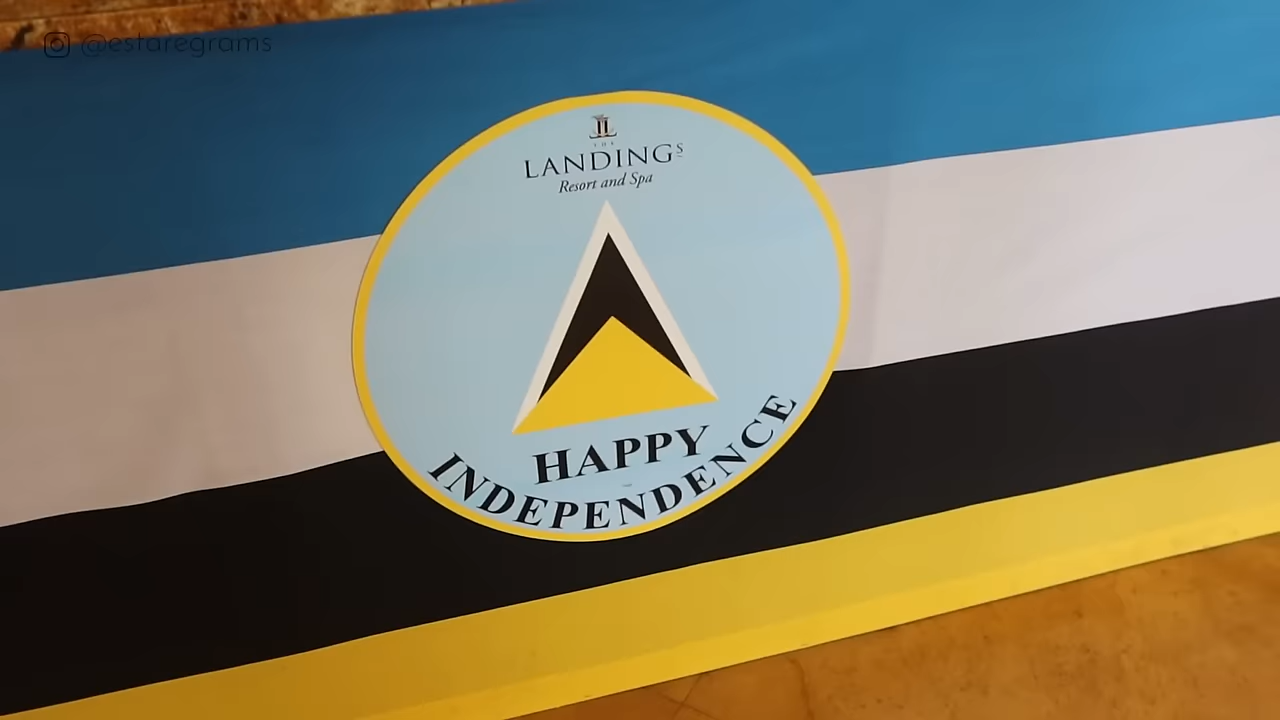 @estaregrams
THE
LANDINGS
Resort and Spa
HAPPY
INDEPENDENCE